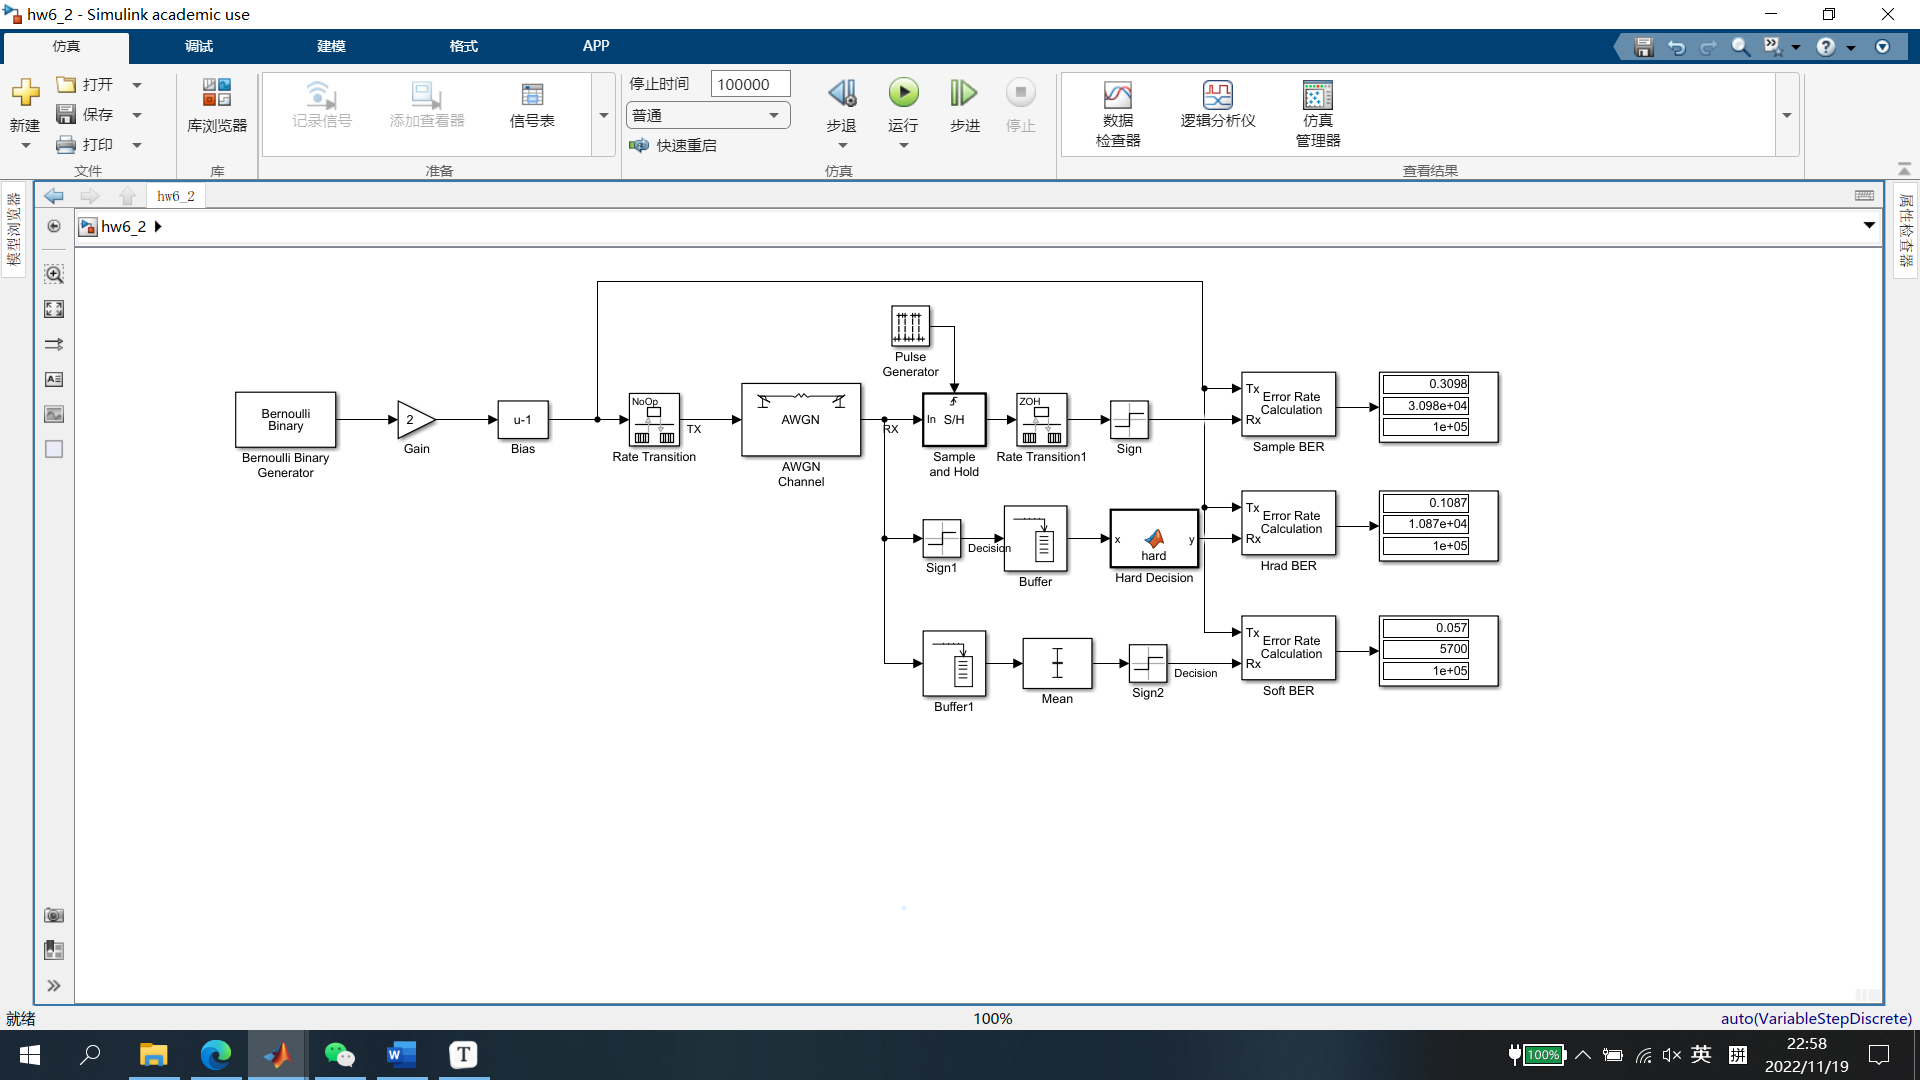 hw6_2 - Simulink academic use
仿真
调试
建模
格式
APP
新建
打开
保存
打印
文件
库浏览器
库
记录信号
添加查看器
信号表
准备
停止时间
100000
普通
快速重启
步退
运行
步进
停止
仿真
数据
检查器
逻辑分析仪
仿真
管理器
查看结果
模型浏览器
hw6_2
属性检查器
hw6_2
Pulse
Generator
Bernoulli
Binary
Bernoulli Binary
Generator
2
Gain
u-1
Bias
NoOp
Rate Transition
TX
AWGN
AWGN
Channel
RX
In S/H
Sample
and Hold
ZOH
Rate Transition1
Sign
Tx
Rx
Error Rate
Calculation
Sample BER
0.3098
3.098e+04
1e+05
Sign1
Decision
Buffer
x
hard
y
Hard Decision
Tx
Rx
Error Rate
Calculation
Hrad BER
0.1087
1.087e+04
1e+05
Buffer1
Mean
Sign2
Decision
Tx
Rx
Error Rate
Calculation
Soft BER
0.057
5700
1e+05
就绪
100%
auto(VariableStepDiscrete)
100%
英
拼
22:58
2022/11/19